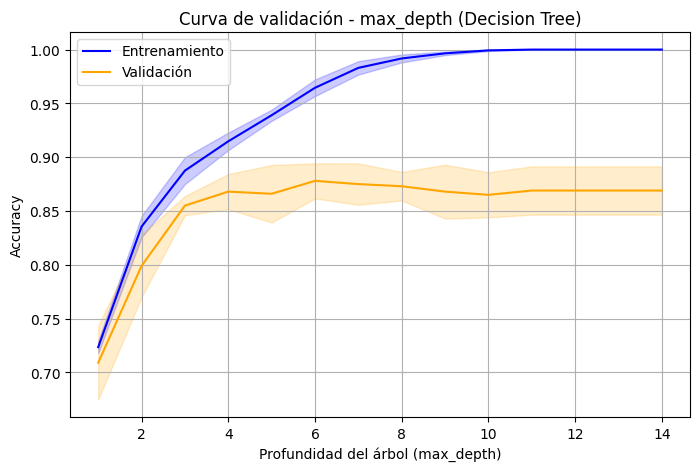 Curva de validación - max_depth (Decision Tree)
Entrenamiento
Validación
Accuracy
1.00
0.95
0.90
0.85
0.80
0.75
0.70
2 4 6 8 10 12 14
Profundidad del árbol (max_depth)